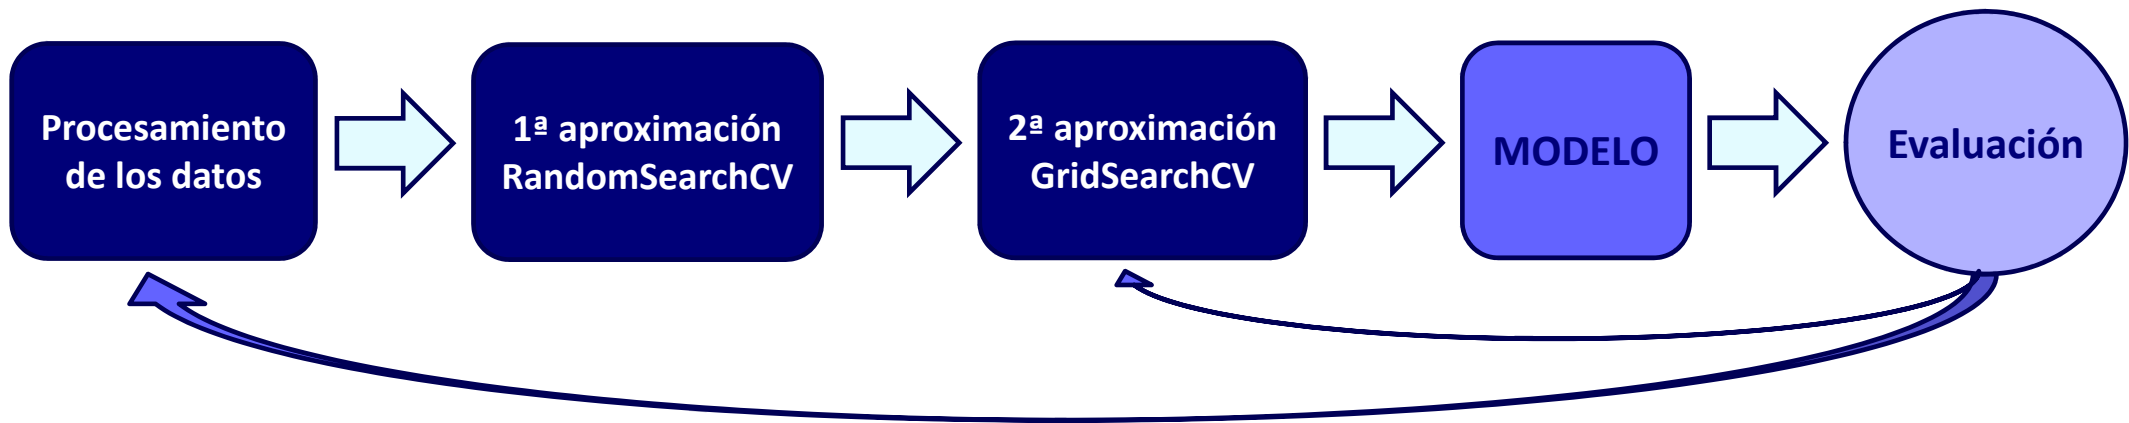 Procesamiento
de los datos
1ª aproximación
RandomSearchCV
2ª aproximación
GridSearchCV
MODELO
Evaluación